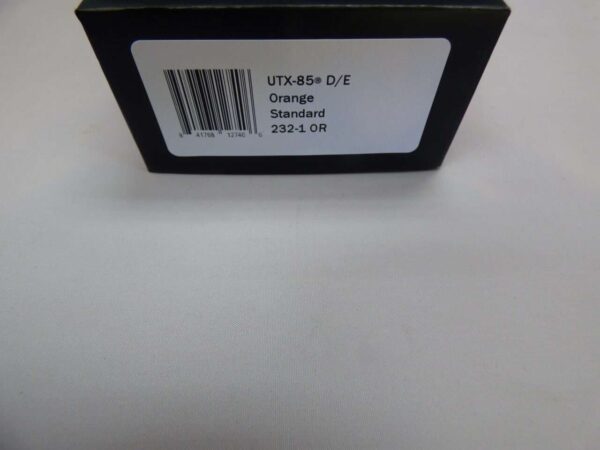 UTX-85® D/E
Orange
Standard
232-1 OR